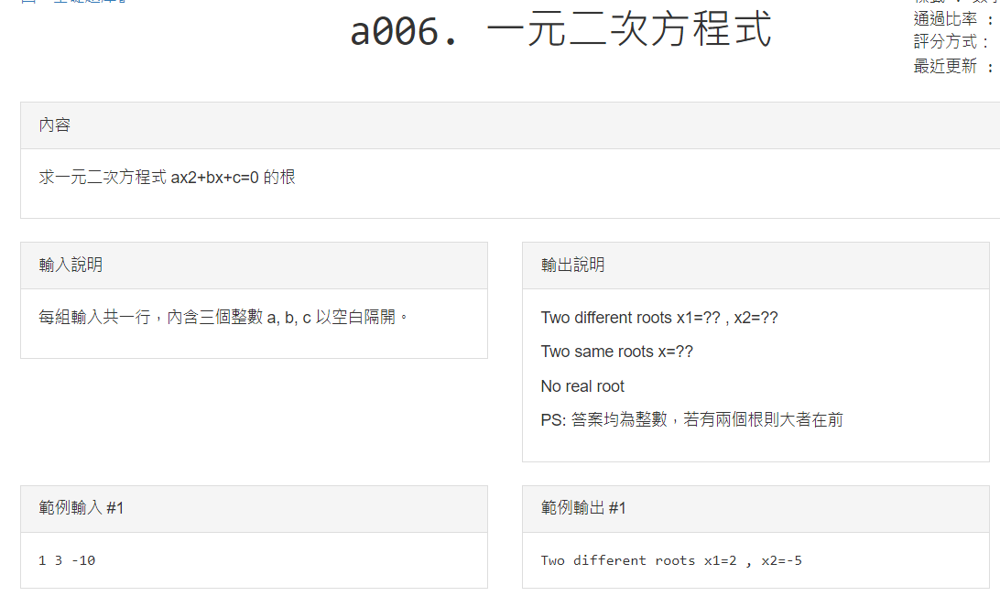 a006. 一元二次方程式
通過比率 :
評分方式 :
最近更新 :
內容
求一元二次方程式 ax2+bx+c=0 的根
輸入說明
每組輸入共一行，內含三個整數 a, b, c 以空白隔開。
輸出說明
Two different roots x1=?? , x2=??
Two same roots x=??
No real root
PS: 答案均為整數，若有兩個根則大者在前
範例輸入 #1
1 3 -10
範例輸出 #1
Two different roots x1=2 , x2=-5